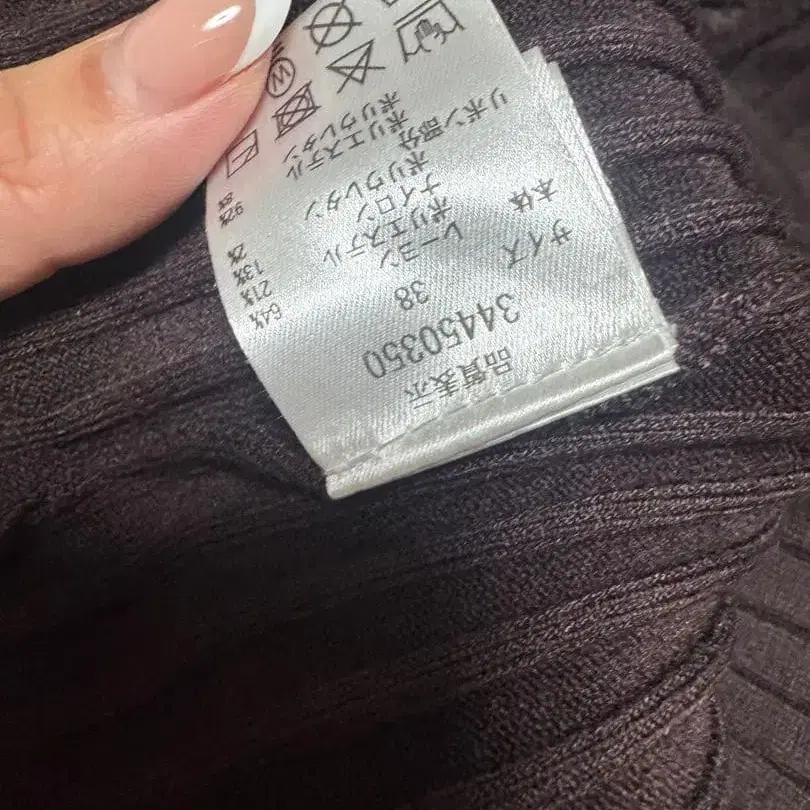 品質表示
34450350
サイズ 38
本体
レーヨン 64%
ポリエステル 21%
ナイロン 13%
ポリウレタン 2%
リボン部分
ポリエステル 92%
ポリウレタン 8%
W